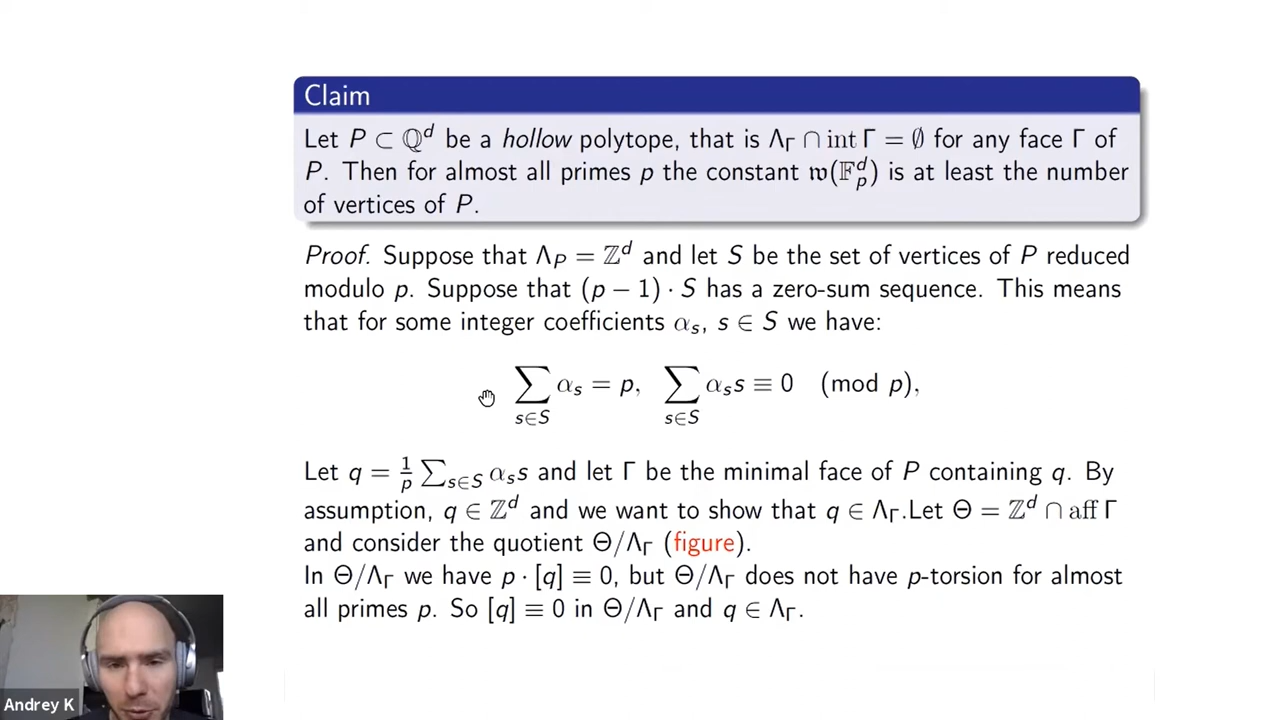 Claim
Let P ⊂ ℚ^d be a hollow polytope, that is Λ_Γ ∩ int Γ = ∅ for any face Γ of
P. Then for almost all primes p the constant 𝔴(𝔽_p^d) is at least the number
of vertices of P.
Proof. Suppose that Λ_P = ℤ^d and let S be the set of vertices of P reduced
modulo p. Suppose that (p − 1) · S has a zero-sum sequence. This means
that for some integer coefficients α_s, s ∈ S we have:
∑_{s∈S} α_s = p, ∑_{s∈S} α_s s ≡ 0 (mod p),
Let q = 1/p ∑_{s∈S} α_s s and let Γ be the minimal face of P containing q. By
assumption, q ∈ ℤ^d and we want to show that q ∈ Λ_Γ.Let Θ = ℤ^d ∩ aff Γ
and consider the quotient Θ/Λ_Γ (figure).
In Θ/Λ_Γ we have p · [q] ≡ 0, but Θ/Λ_Γ does not have p-torsion for almost
all primes p. So [q] ≡ 0 in Θ/Λ_Γ and q ∈ Λ_Γ.
Andrey K